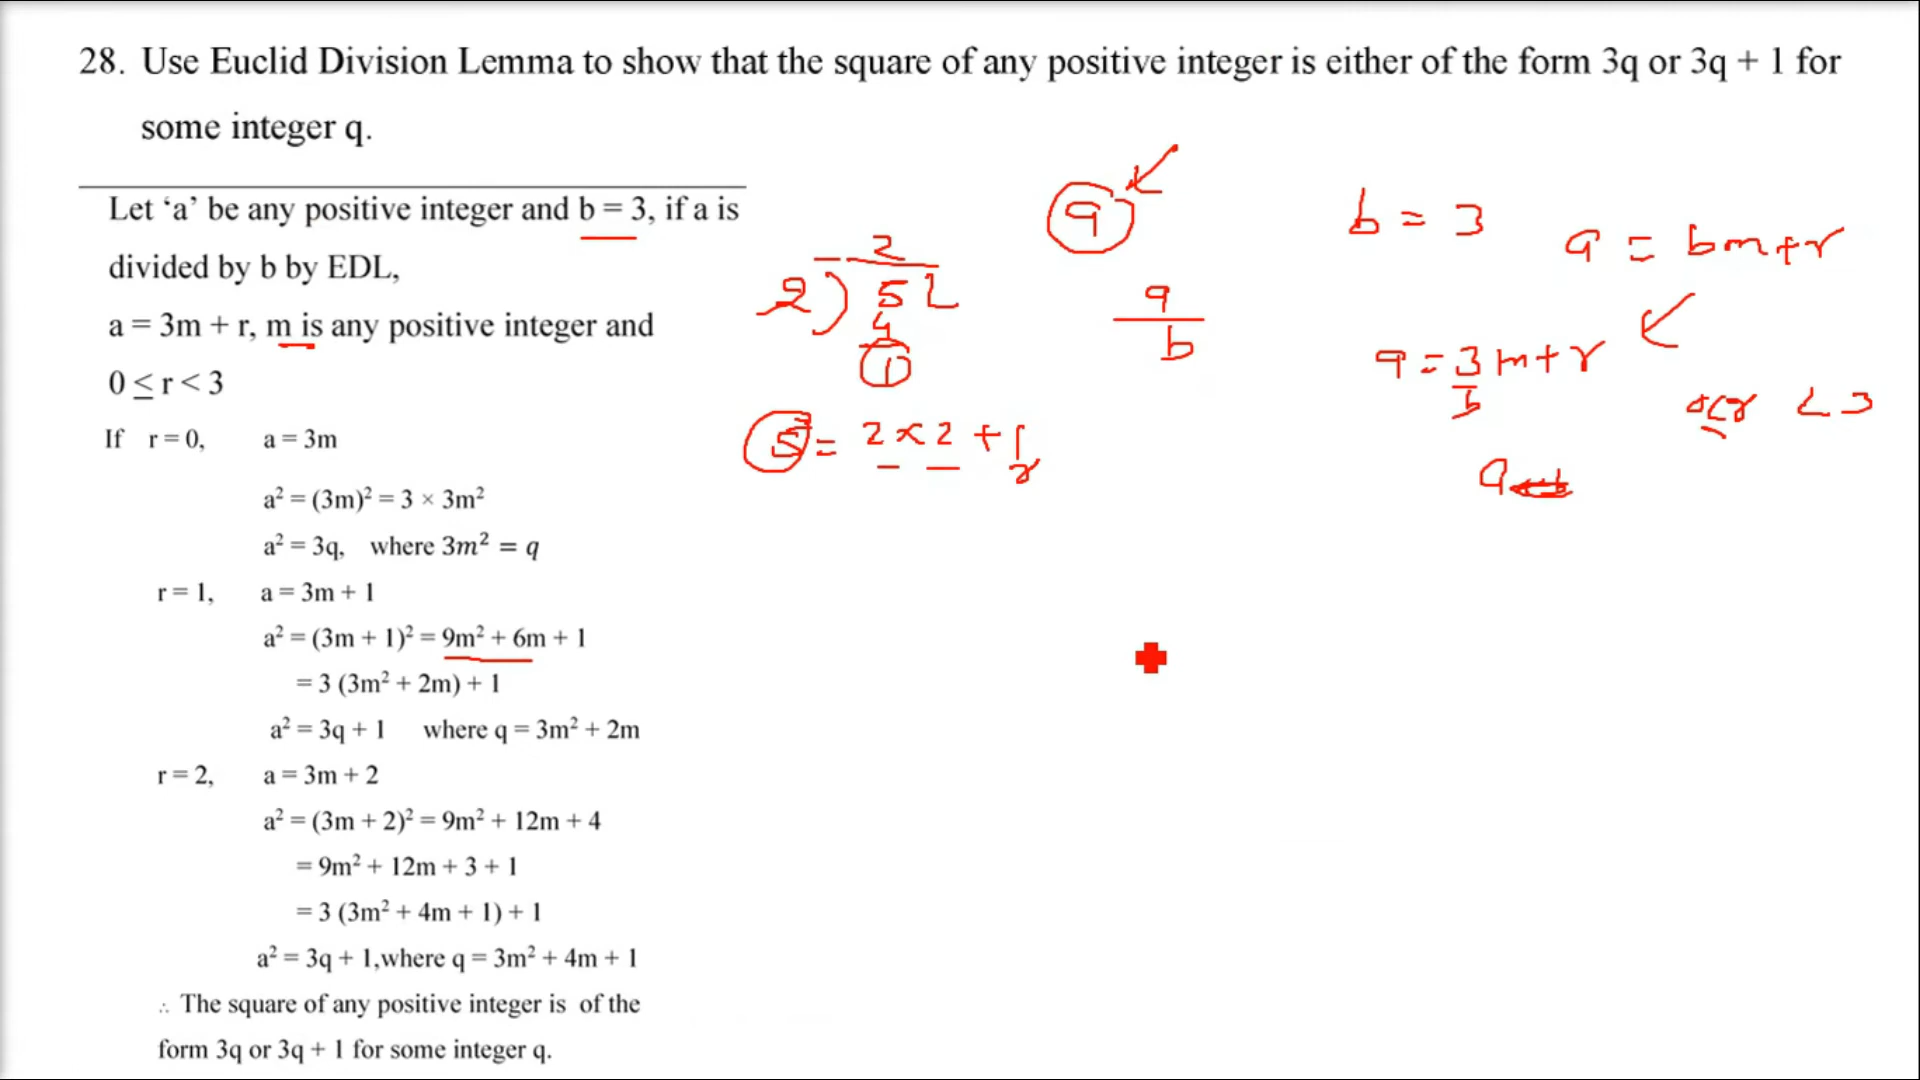 28. Use Euclid Division Lemma to show that the square of any positive integer is either of the form 3q or 3q + 1 for
some integer q.
Let ‘a’ be any positive integer and b = 3, if a is
divided by b by EDL,
a = 3m + r, m is any positive integer and
0 ≤ r < 3
If r = 0, a = 3m
a² = (3m)² = 3 × 3m²
a² = 3q, where 3m² = q
r = 1, a = 3m + 1
a² = (3m + 1)² = 9m² + 6m + 1
= 3 (3m² + 2m) + 1
a² = 3q + 1 where q = 3m² + 2m
r = 2, a = 3m + 2
a² = (3m + 2)² = 9m² + 12m + 4
= 9m² + 12m + 3 + 1
= 3 (3m² + 4m + 1) + 1
a² = 3q + 1,where q = 3m² + 4m + 1
∴ The square of any positive integer is of the
form 3q or 3q + 1 for some integer q.
2
2) 5
4
1
5 = 2 × 2 + 1
r
a
a
b
b = 3
a = bm + r
a = 3m + r
b
r < 3
a